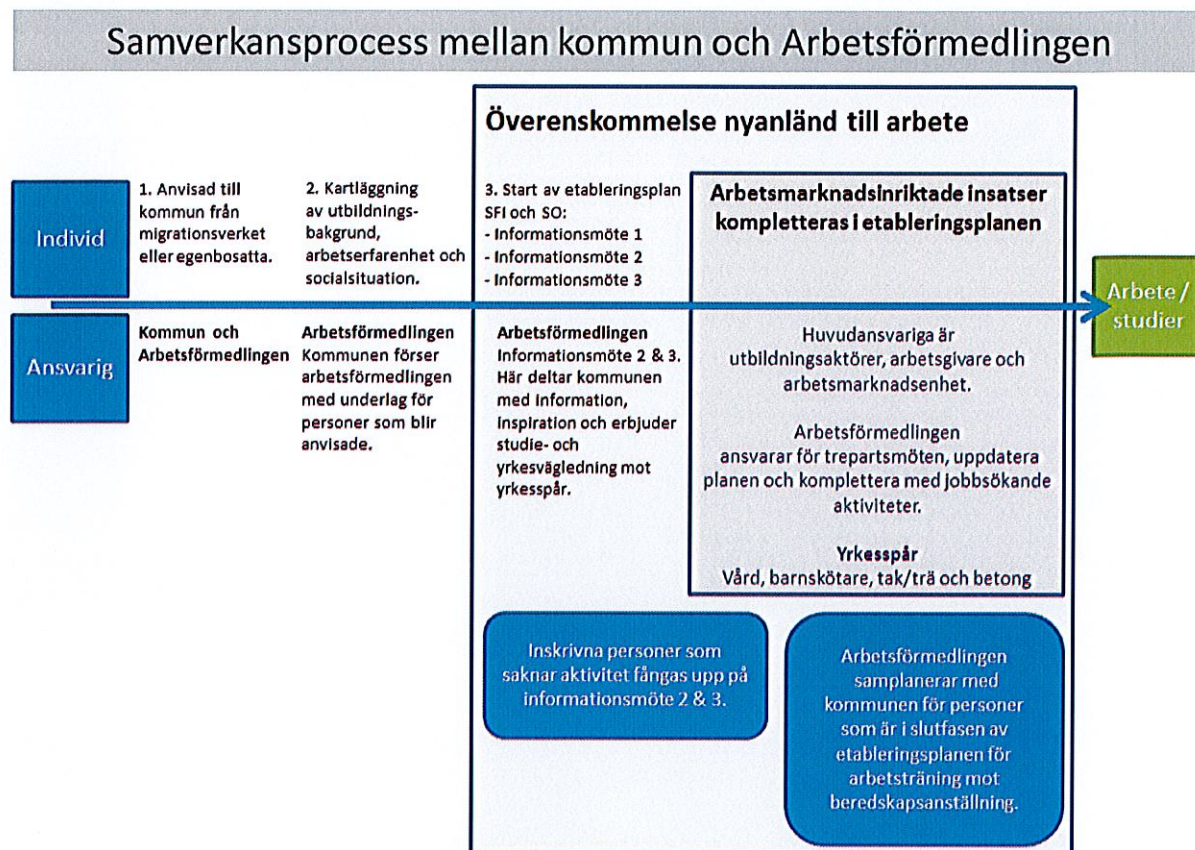 Samverkansprocess mellan kommun och Arbetsförmedlingen
Överenskommelse nyanländ till arbete
Individ
1. Anvisad till
kommun från
migrationsverket
eller egenbosatta.
2. Kartläggning
av utbildnings-
bakgrund,
arbetserfarenhet och
socialsituation.
3. Start av etableringsplan
SFI och SO:
- Informationsmöte 1
- Informationsmöte 2
- Informationsmöte 3
Arbetsmarknadsinriktade insatser
kompletteras i etableringsplanen
Arbete /
studier
Ansvarig
Kommun och
Arbetsförmedlingen
Arbetsförmedlingen
Kommunen förser
arbetsförmedlingen
med underlag för
personer som blir
anvisade.
Arbetsförmedlingen
Informationsmöte 2 & 3.
Här deltar kommunen
med information,
inspiration och erbjuder
studie- och
yrkesvägledning mot
yrkesspår.
Huvudansvariga är
utbildningsaktörer, arbetsgivare och
arbetsmarknadsenhet.
Arbetsförmedlingen
ansvarar för trepartsmöten, uppdatera
planen och komplettera med jobbsökande
aktiviteter.
Yrkesspår
Vård, barnskötare, tak/trä och betong
Inskrivna personer som
saknar aktivitet fångas upp på
informationsmöte 2 & 3.
Arbetsförmedlingen
samplanerar med
kommunen för personer
som är i slutfasen av
etableringsplanen för
arbetsträning mot
beredskapsanställning.